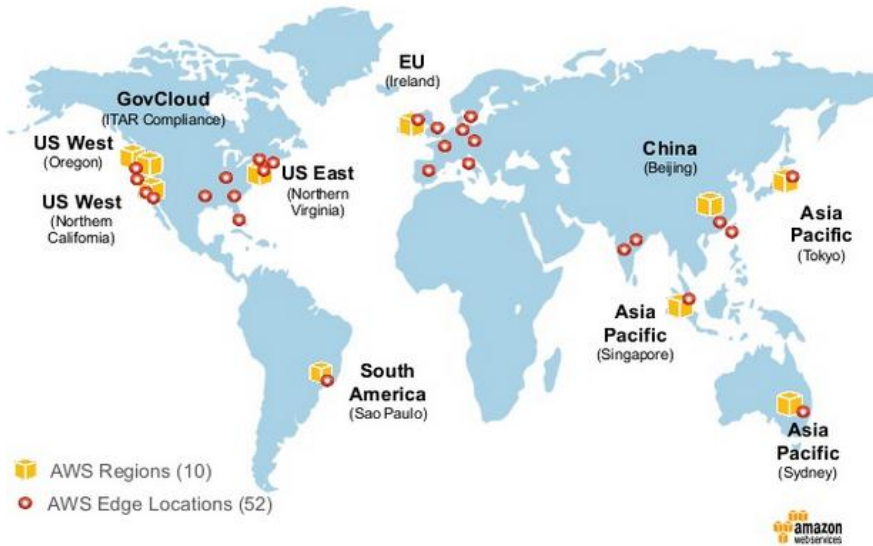 EU
(Ireland)
GovCloud
(ITAR Compliance)
US West
(Oregon)
US West
(Northern
California)
US East
(Northern
Virginia)
China
(Beijing)
Asia
Pacific
(Tokyo)
Asia
Pacific
(Singapore)
South
America
(Sao Paulo)
Asia
Pacific
(Sydney)
AWS Regions (10)
AWS Edge Locations (52)
amazon
webservices